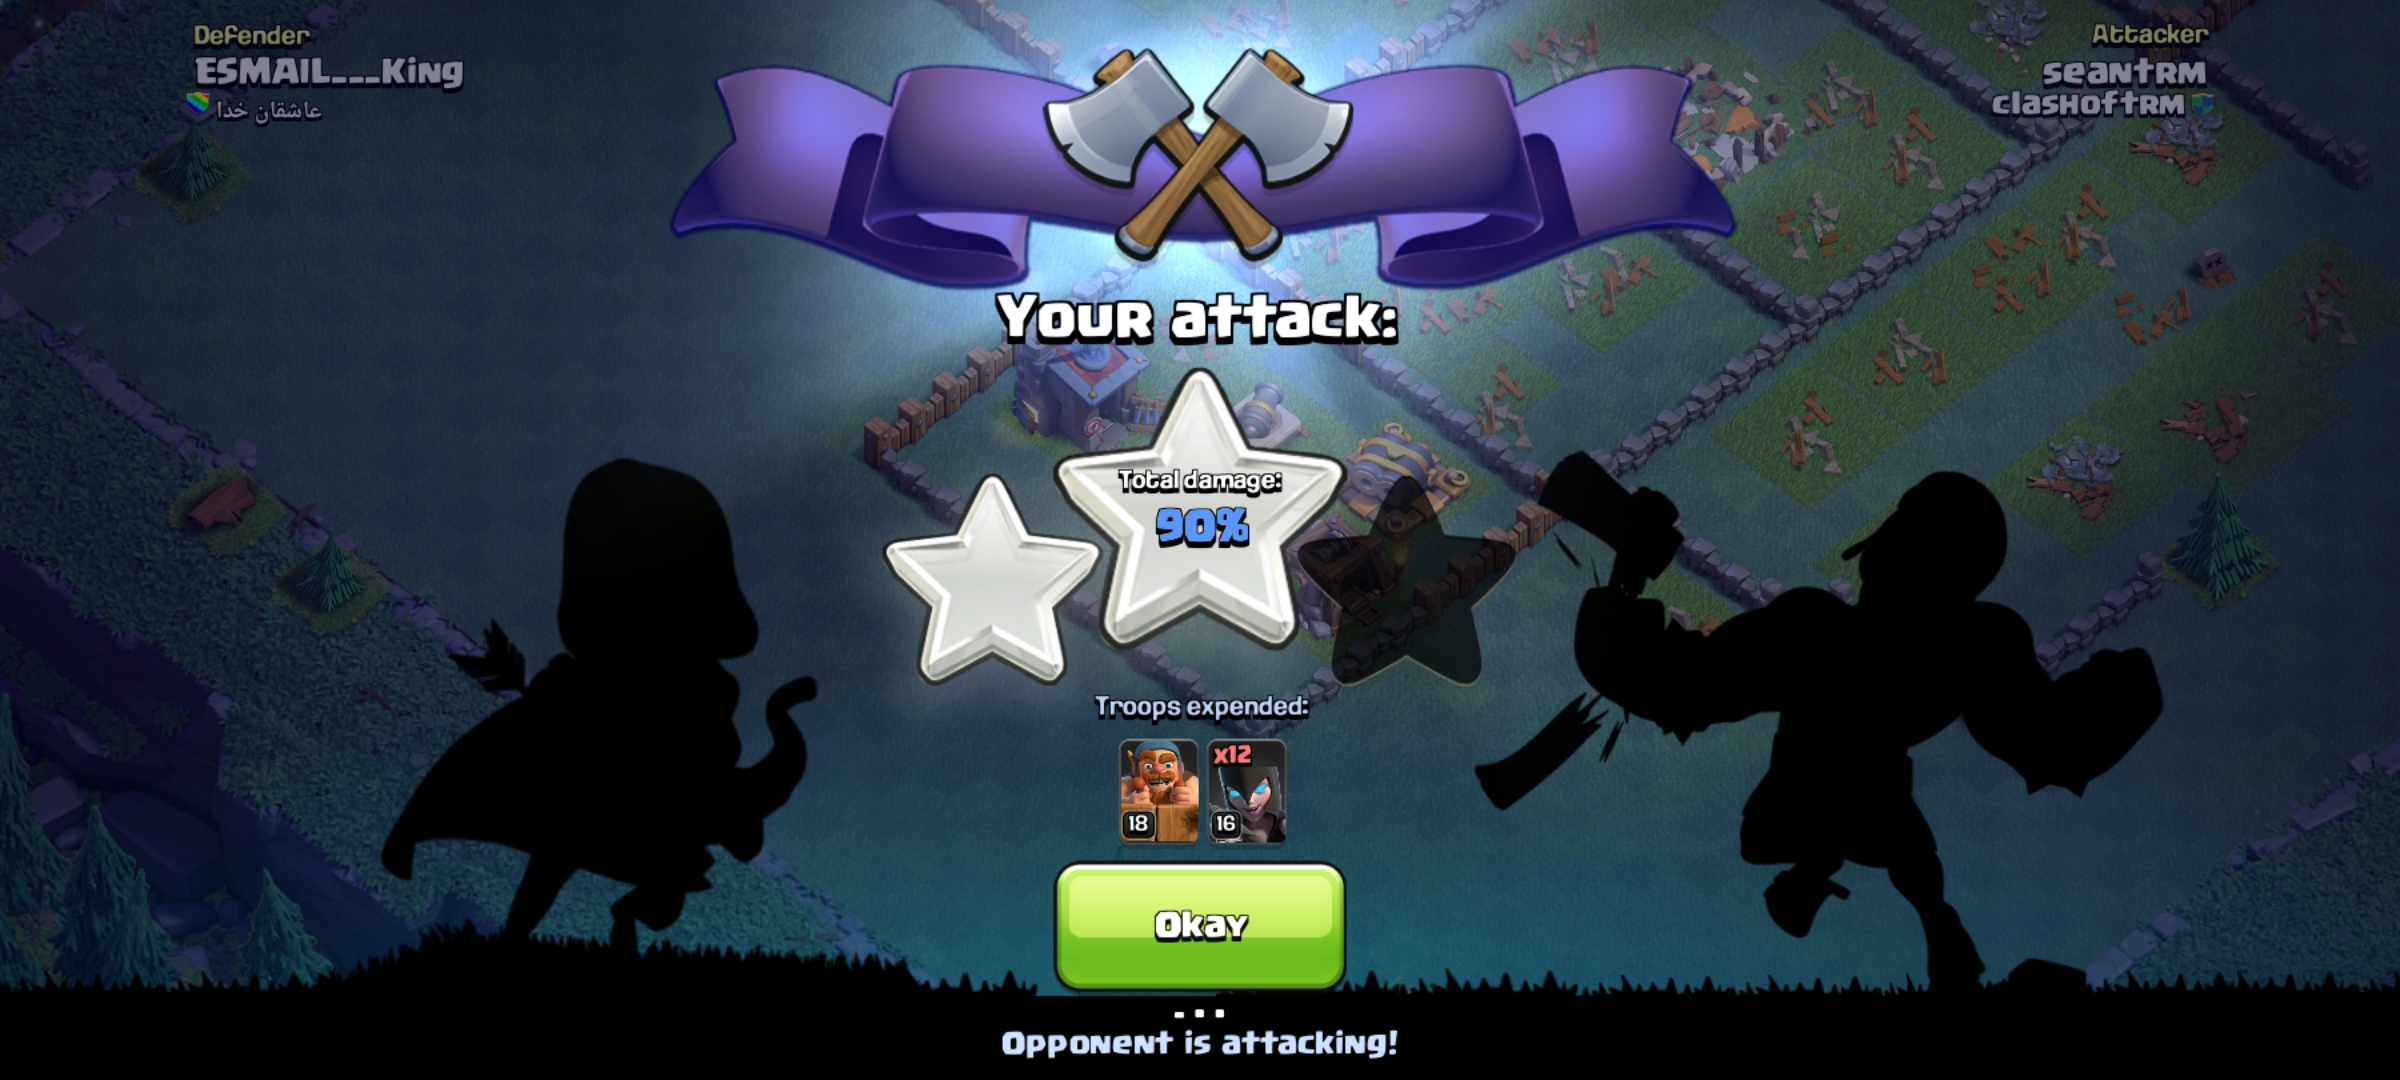 Defender
ESMAIL___King
عاشقان خدا
Attacker
seantRM
clashoftRM
Your attack:
Total damage:
90%
Troops expended:
x12
18
16
Okay
...
Opponent is attacking!